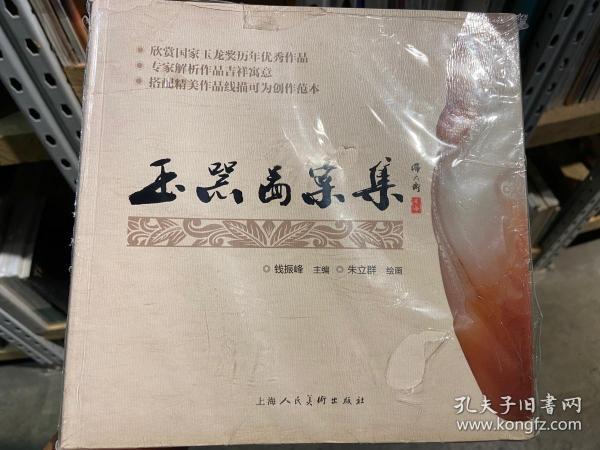 欣赏国家玉龙奖历年优秀作品
专家解析作品吉祥寓意
搭配精美作品线描可为创作范本
玉器画案集
钱振峰 主编 朱立群 绘画
上海人民美术出版社
孔夫子旧书网
www.kongfz.com